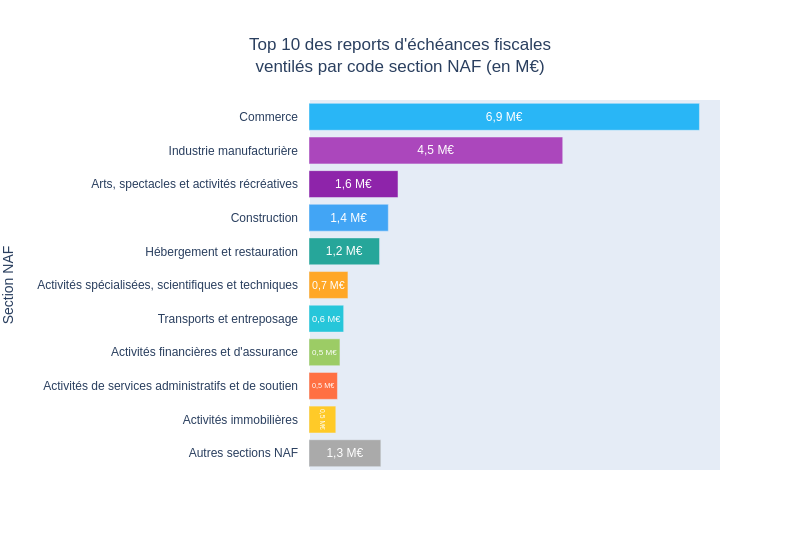 Top 10 des reports d'échéances fiscales
ventilés par code section NAF (en M€)
Section NAF
Commerce 6,9 M€
Industrie manufacturière 4,5 M€
Arts, spectacles et activités récréatives 1,6 M€
Construction 1,4 M€
Hébergement et restauration 1,2 M€
Activités spécialisées, scientifiques et techniques 0,7 M€
Transports et entreposage 0,6 M€
Activités financières et d'assurance 0,5 M€
Activités de services administratifs et de soutien 0,5 M€
Activités immobilières 0,5 M€
Autres sections NAF 1,3 M€